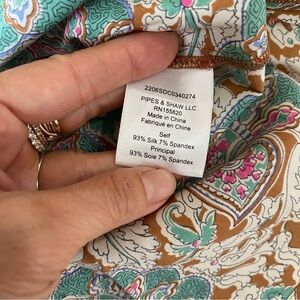 2206SDC0340274
PIPES & SHAW LLC
RN155820
Made in China
Fabriqué en Chine
Self
93% Silk 7% Spandex
Principal
93% Soie 7% Spandex